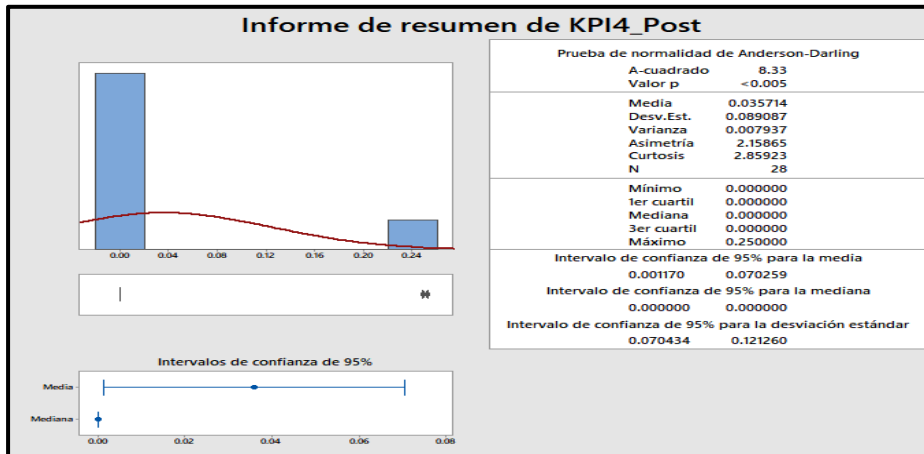 Informe de resumen de KPI4_Post
Prueba de normalidad de Anderson-Darling
A-cuadrado 8.33
Valor p <0.005
Media 0.035714
Desv.Est. 0.089087
Varianza 0.007937
Asimetría 2.15865
Curtosis 2.85923
N 28
Mínimo 0.000000
1er cuartil 0.000000
Mediana 0.000000
3er cuartil 0.000000
Máximo 0.250000
Intervalo de confianza de 95% para la media
0.001170 0.070259
Intervalo de confianza de 95% para la mediana
0.000000 0.000000
Intervalo de confianza de 95% para la desviación estándar
0.070434 0.121260
0.00 0.04 0.08 0.12 0.16 0.20 0.24
Intervalos de confianza de 95%
Media
Mediana
0.00 0.02 0.04 0.06 0.08